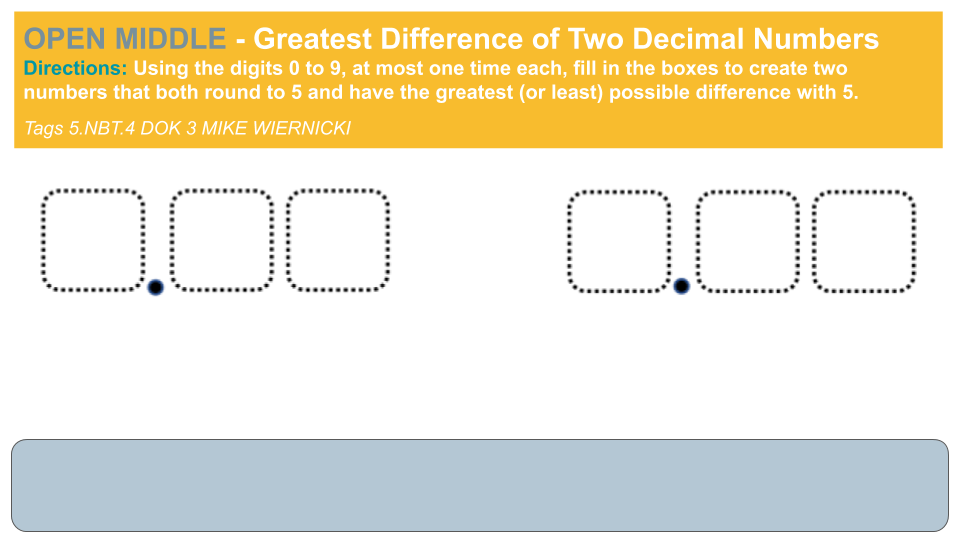 OPEN MIDDLE - Greatest Difference of Two Decimal Numbers
Directions: Using the digits 0 to 9, at most one time each, fill in the boxes to create two
numbers that both round to 5 and have the greatest (or least) possible difference with 5.
Tags 5.NBT.4 DOK 3 MIKE WIERNICKI